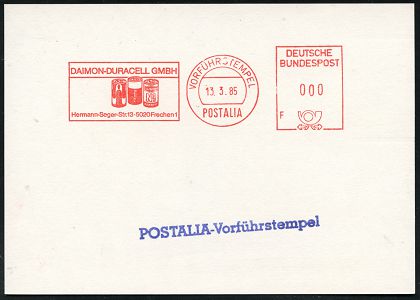 DAIMON-DURACELL GMBH
Hermann-Seger-Str.13·5020 Frechen 1
VORFÜHRSTEMPEL
13. 3. 85
POSTALIA
DEUTSCHE
BUNDESPOST
000
F
POSTALIA-Vorführstempel